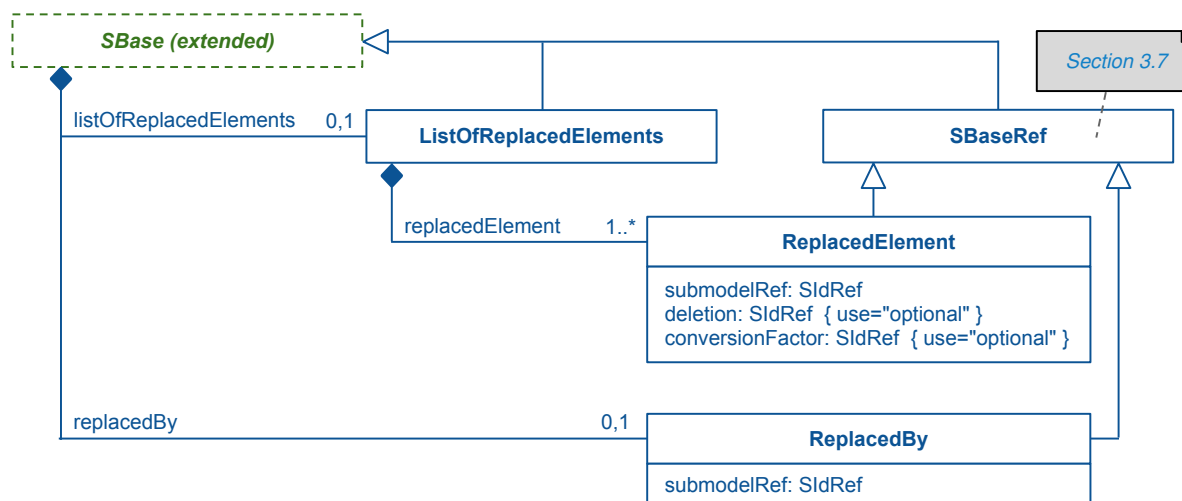 SBase (extended)
Section 3.7
listOfReplacedElements 0,1
ListOfReplacedElements
SBaseRef
replacedElement 1..*
ReplacedElement
submodelRef: SIdRef
deletion: SIdRef { use="optional" }
conversionFactor: SIdRef { use="optional" }
replacedBy 0,1
ReplacedBy
submodelRef: SIdRef